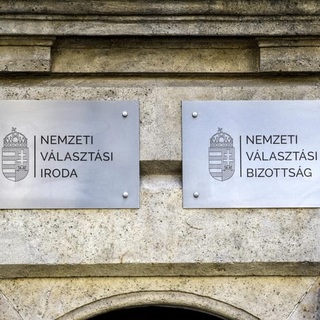 NEMZETI
VÁLASZTÁSI
IRODA
NEMZETI
VÁLASZTÁSI
BIZOTTSÁG